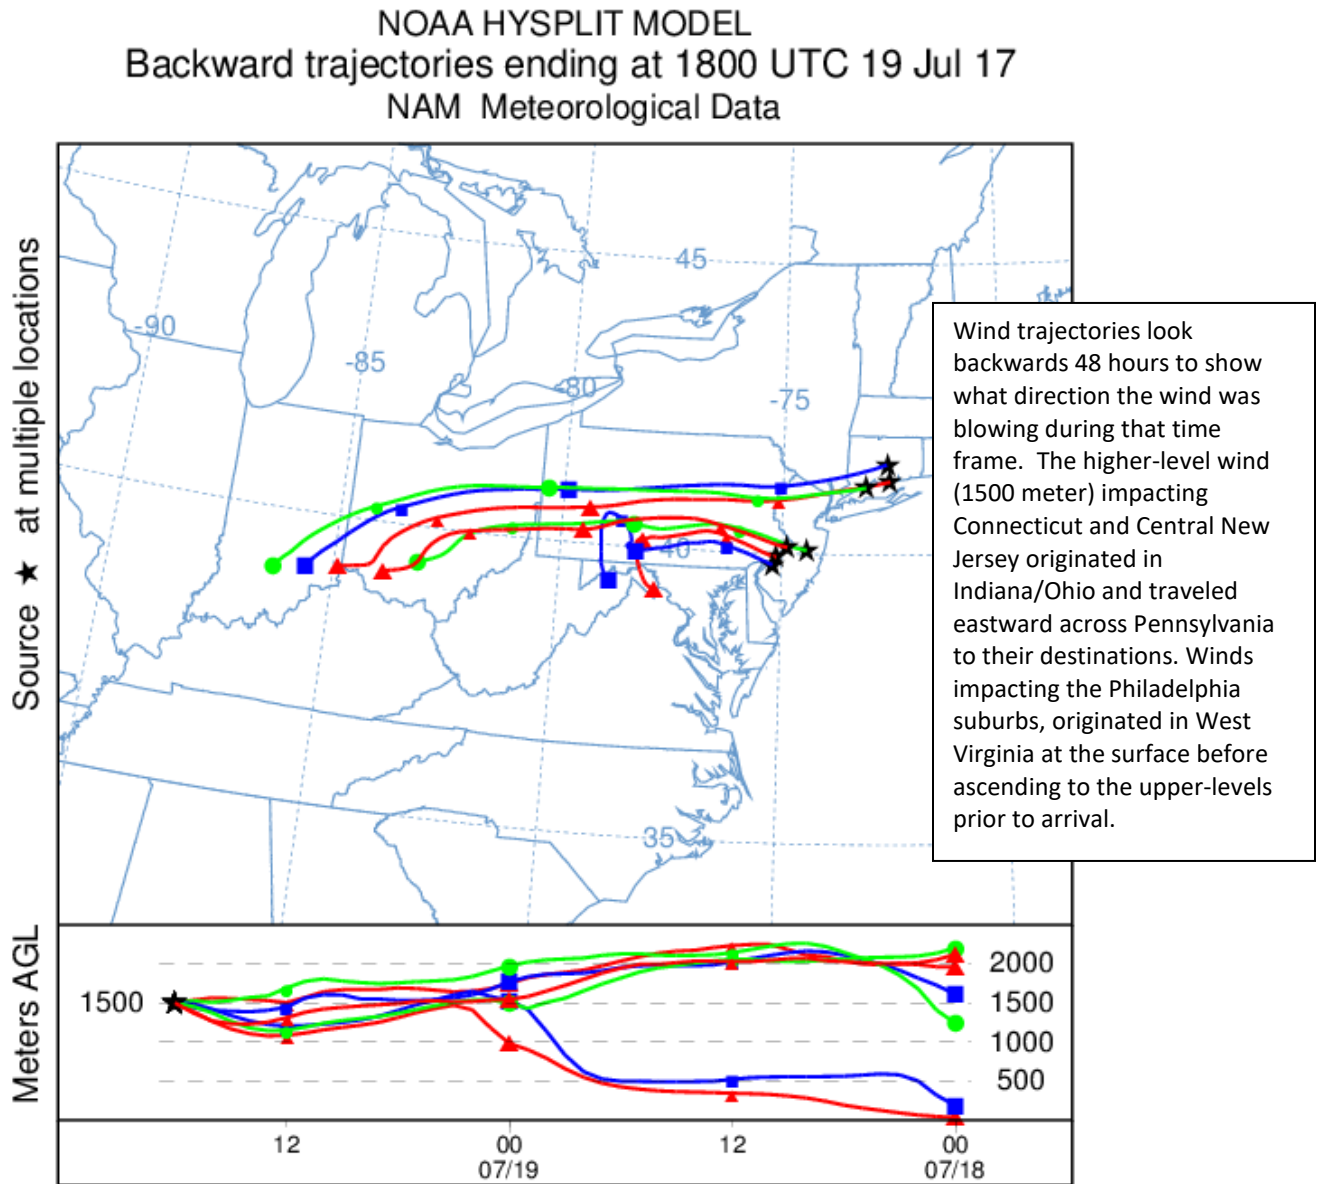 NOAA HYSPLIT MODEL
Backward trajectories ending at 1800 UTC 19 Jul 17
NAM Meteorological Data
Source ★ at multiple locations
45
-90
-85
-80
-75
40
35
Wind trajectories look
backwards 48 hours to show
what direction the wind was
blowing during that time
frame. The higher-level wind
(1500 meter) impacting
Connecticut and Central New
Jersey originated in
Indiana/Ohio and traveled
eastward across Pennsylvania
to their destinations. Winds
impacting the Philadelphia
suburbs, originated in West
Virginia at the surface before
ascending to the upper-levels
prior to arrival.
Meters AGL
1500
2000
1500
1000
500
12
00
12
00
07/19
07/18